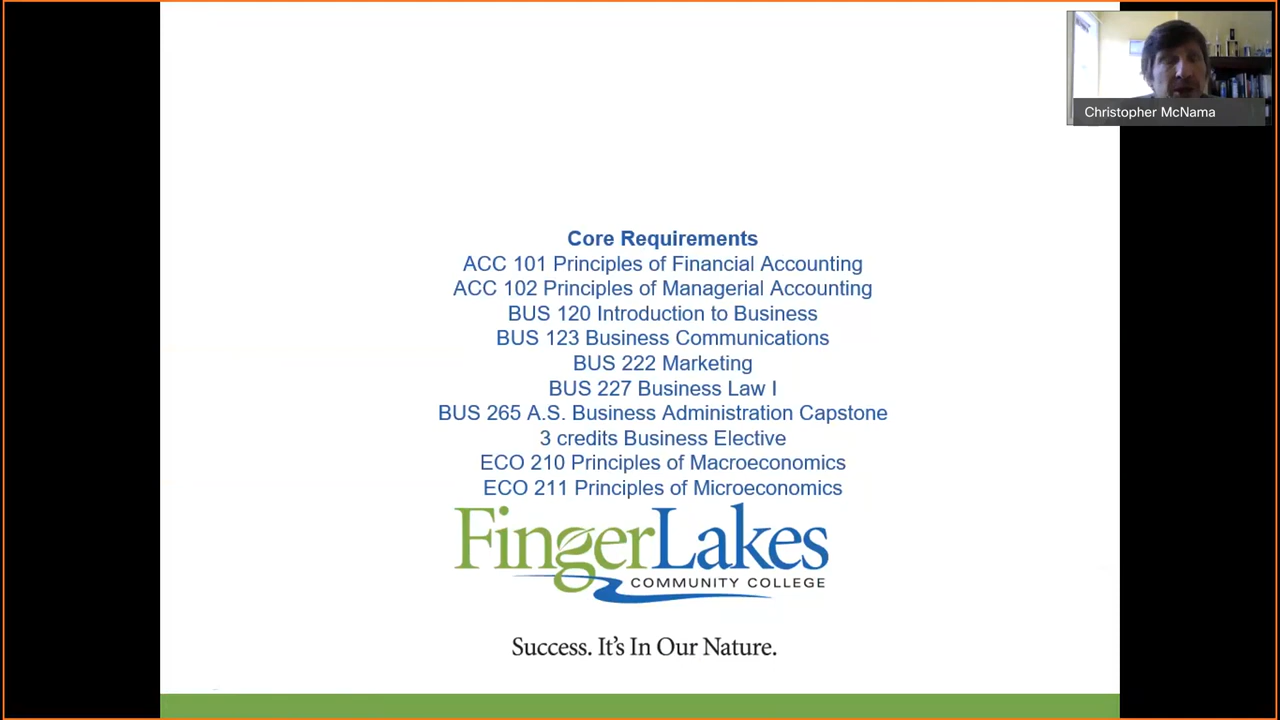 Christopher McNama
Core Requirements
ACC 101 Principles of Financial Accounting
ACC 102 Principles of Managerial Accounting
BUS 120 Introduction to Business
BUS 123 Business Communications
BUS 222 Marketing
BUS 227 Business Law I
BUS 265 A.S. Business Administration Capstone
3 credits Business Elective
ECO 210 Principles of Macroeconomics
ECO 211 Principles of Microeconomics
FingerLakes
COMMUNITY COLLEGE
Success. It's In Our Nature.